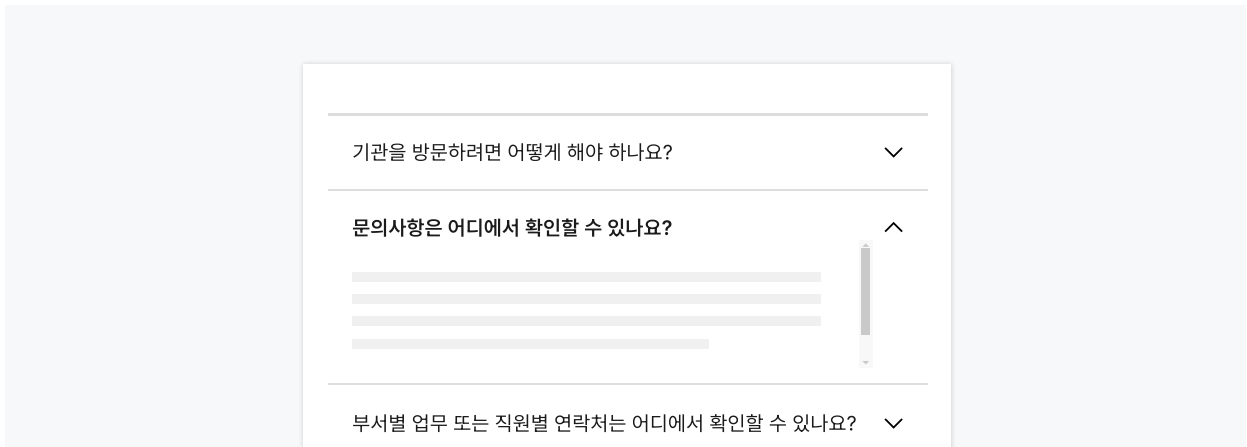 기관을 방문하려면 어떻게 해야 하나요?
문의사항은 어디에서 확인할 수 있나요?
부서별 업무 또는 직원별 연락처는 어디에서 확인할 수 있나요?